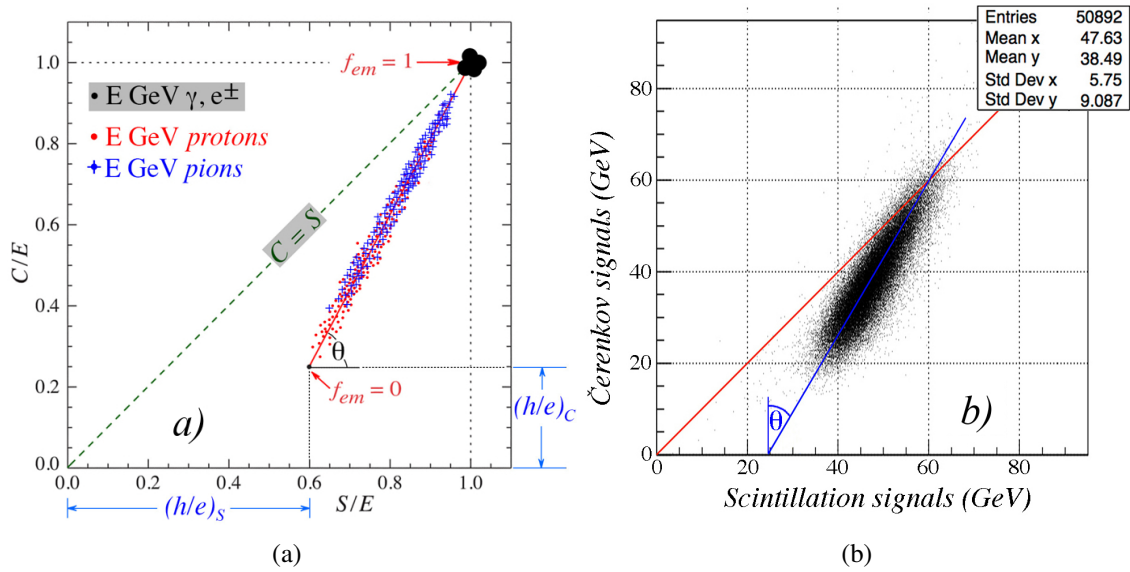 1.0
0.8
0.6
0.4
0.2
0.0
C/E
f_em = 1
E GeV γ, e±
E GeV protons
E GeV pions
C = S
θ
f_em = 0
a)
(h/e)_C
0.0 0.2 0.4 0.6 0.8 1.0
(h/e)_S
S/E
(a)
Entries 50892
Mean x 47.63
Mean y 38.49
Std Dev x 5.75
Std Dev y 9.087
80
60
40
20
0
Čerenkov signals (GeV)
θ
b)
0 20 40 60 80
Scintillation signals (GeV)
(b)